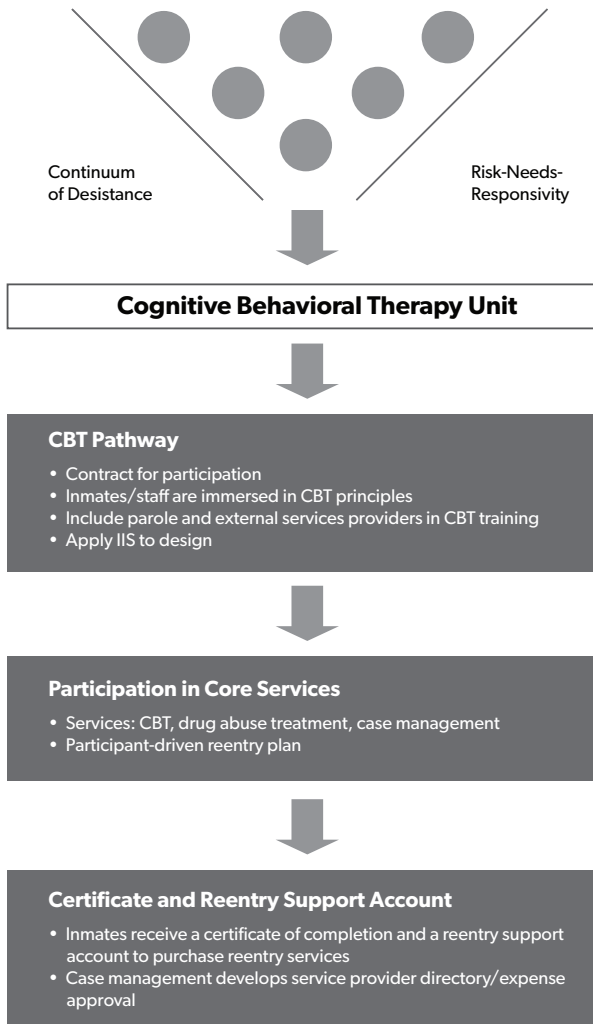 Continuum
of Desistance
Risk-Needs-
Responsivity
Cognitive Behavioral Therapy Unit
CBT Pathway
• Contract for participation
• Inmates/staff are immersed in CBT principles
• Include parole and external services providers in CBT training
• Apply IIS to design
Participation in Core Services
• Services: CBT, drug abuse treatment, case management
• Participant-driven reentry plan
Certificate and Reentry Support Account
• Inmates receive a certificate of completion and a reentry support
account to purchase reentry services
• Case management develops service provider directory/expense
approval